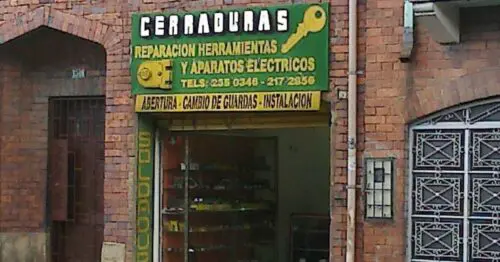 CERRADURAS
REPARACION HERRAMIENTAS
Y APARATOS ELECTRICOS
TELS: 235 0346 - 217 2856
ABERTURA - CAMBIO DE GUARDAS - INSTALACION